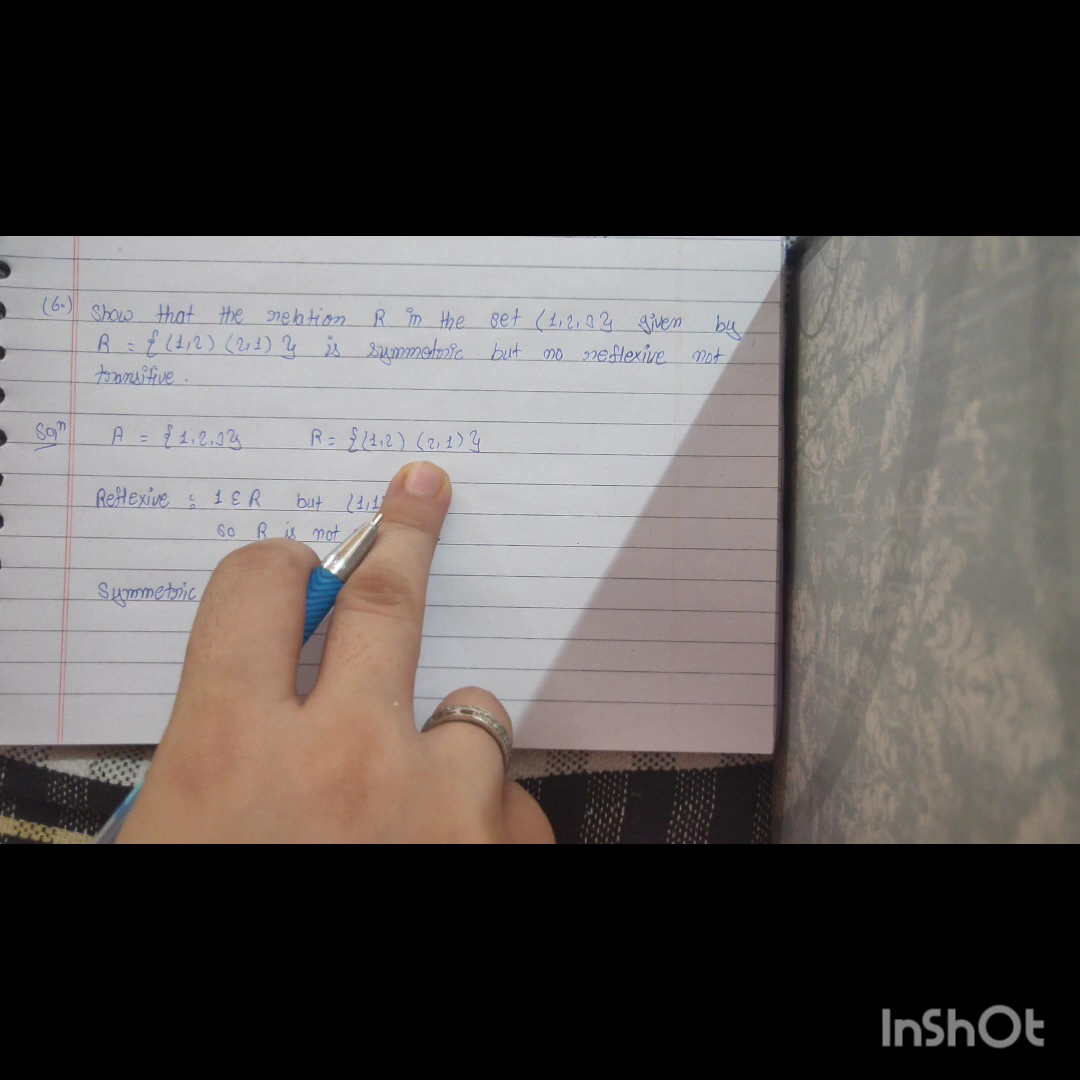 (6.) Show that the relation R in the set (1,2,3} given by
R = {(1,2) (2,1)} is symmetric but no reflexive not
transitive.
Solⁿ A = {1,2,3} R = {(1,2) (2,1)}
Reflexive : 1 ε R but (1,1
so R is not
Symmetric
InShOt